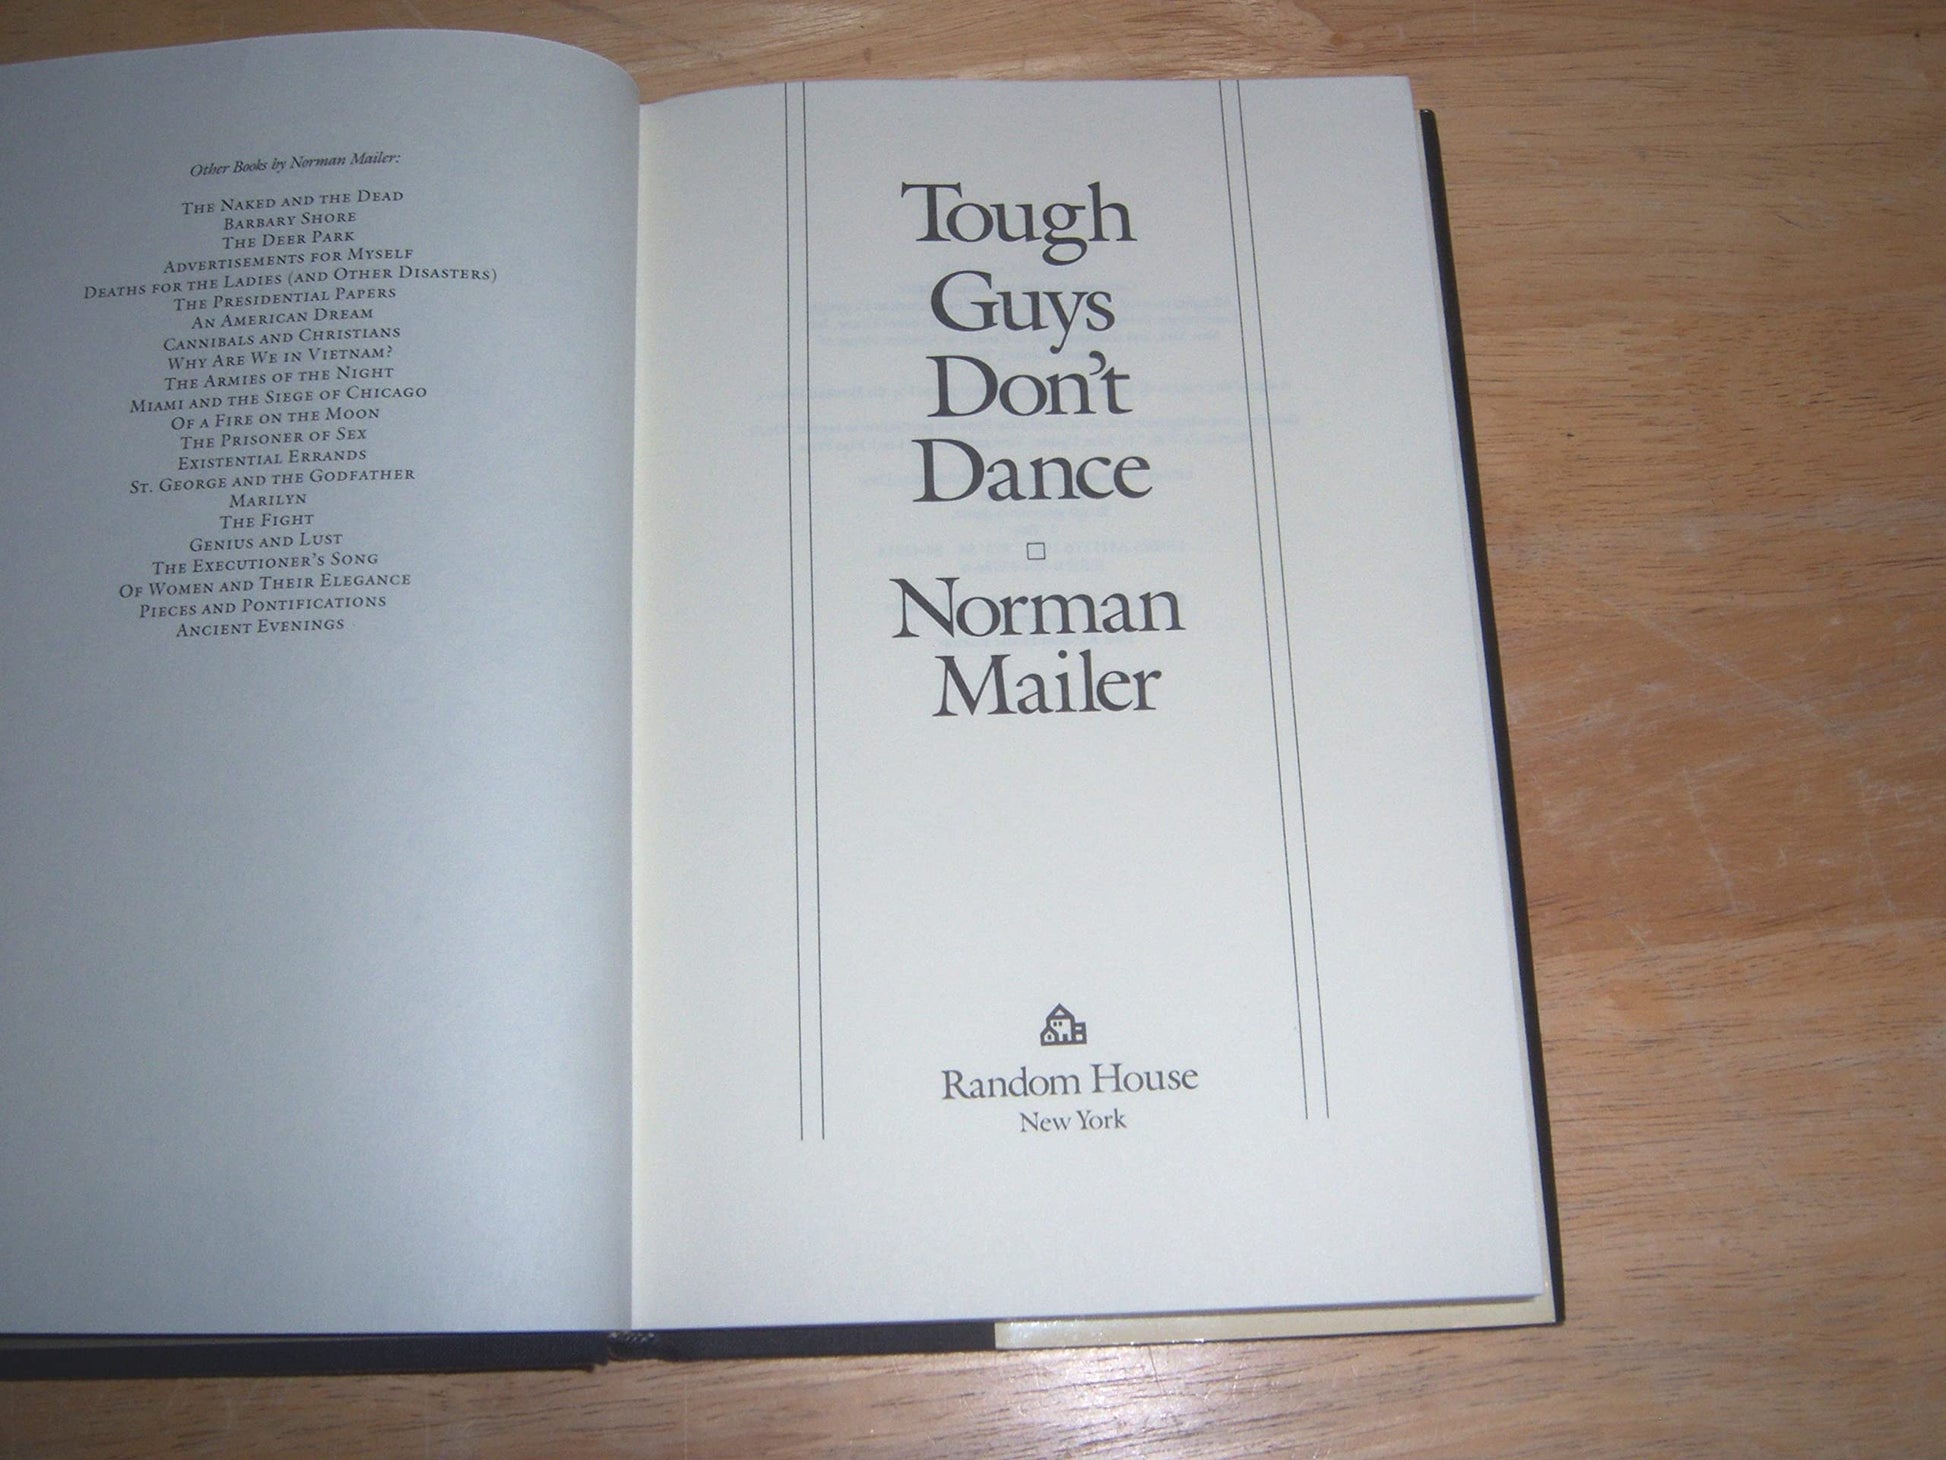 Other Books by Norman Mailer:
THE NAKED AND THE DEAD
BARBARY SHORE
THE DEER PARK
ADVERTISEMENTS FOR MYSELF
DEATHS FOR THE LADIES (AND OTHER DISASTERS)
THE PRESIDENTIAL PAPERS
AN AMERICAN DREAM
CANNIBALS AND CHRISTIANS
WHY ARE WE IN VIETNAM?
THE ARMIES OF THE NIGHT
MIAMI AND THE SIEGE OF CHICAGO
OF A FIRE ON THE MOON
THE PRISONER OF SEX
EXISTENTIAL ERRANDS
ST. GEORGE AND THE GODFATHER
MARILYN
THE FIGHT
GENIUS AND LUST
THE EXECUTIONER'S SONG
OF WOMEN AND THEIR ELEGANCE
PIECES AND PONTIFICATIONS
ANCIENT EVENINGS
Tough
Guys
Don't
Dance
Norman
Mailer
Random House
New York